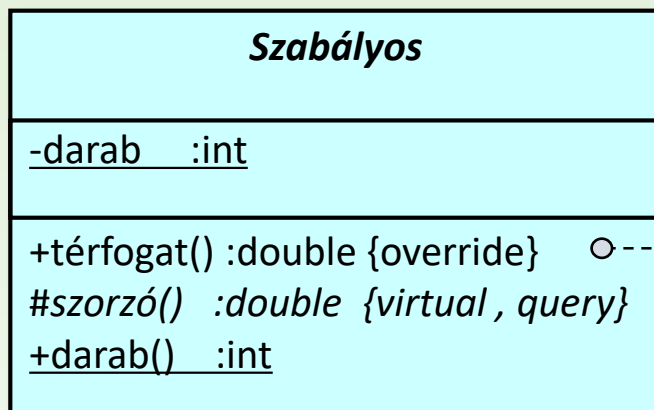 Szabályos
-darab :int
+térfogat() :double {override}
#szorzó() :double {virtual , query}
+darab() :int